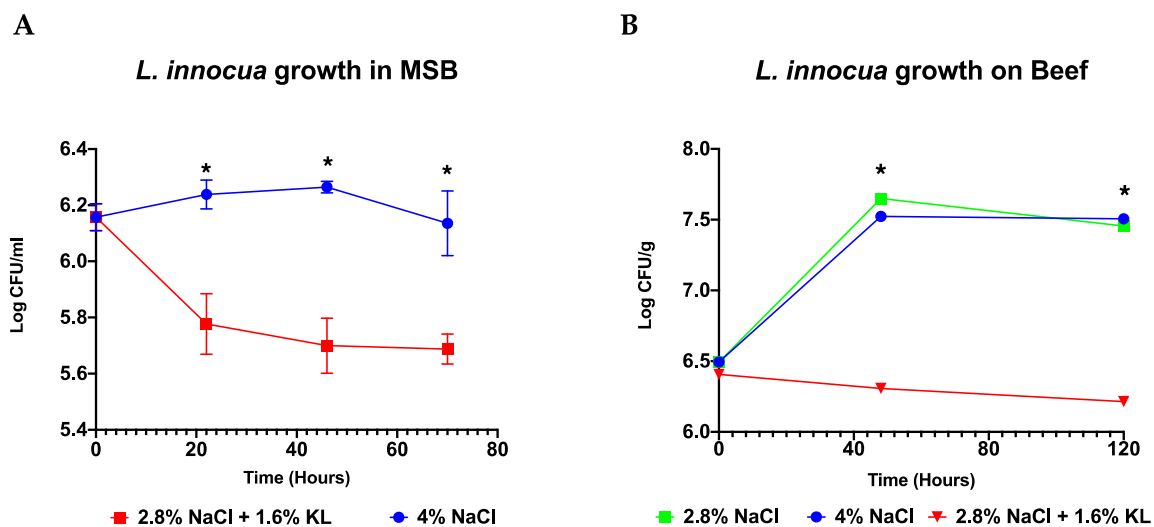 A
L. innocua growth in MSB
6.4
6.2
6.0
5.8
5.6
5.4
Log CFU/ml
*
*
*
0
20
40
60
80
Time (Hours)
2.8% NaCl + 1.6% KL
4% NaCl
B
L. innocua growth on Beef
8.0
7.5
7.0
6.5
6.0
Log CFU/g
*
*
0
40
80
120
Time (Hours)
2.8% NaCl
4% NaCl
2.8% NaCl + 1.6% KL